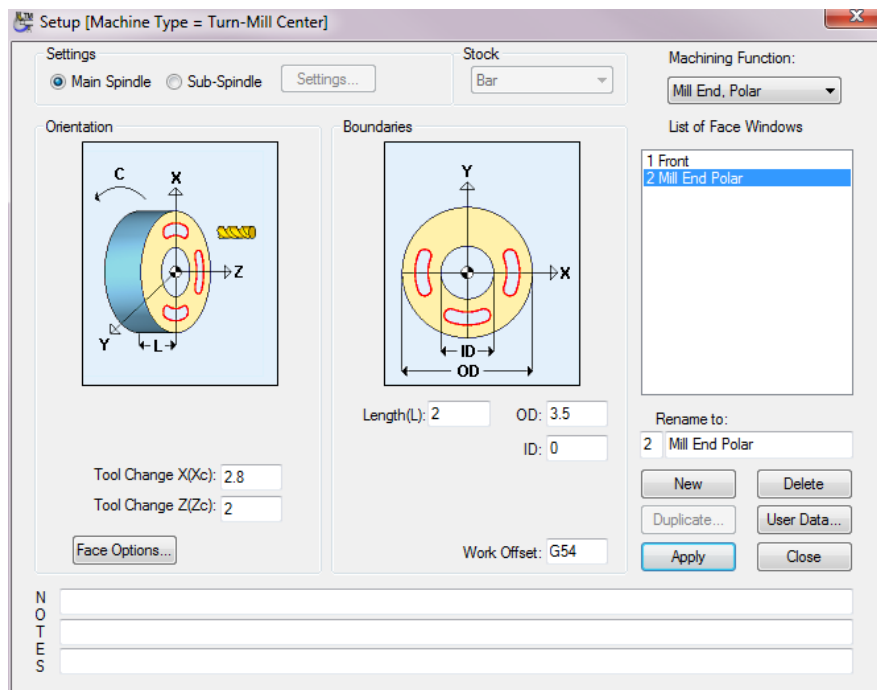 Setup [Machine Type = Turn-Mill Center]
Settings
Main Spindle
Sub-Spindle
Settings...
Stock
Bar
Machining Function:
Mill End, Polar
Orientation
C
X
Z
Y
L
Tool Change X(Xc): 2.8
Tool Change Z(Zc): 2
Face Options...
Boundaries
Y
X
ID
OD
Length(L): 2
OD: 3.5
ID: 0
Work Offset: G54
List of Face Windows
1 Front
2 Mill End Polar
Rename to:
2 Mill End Polar
New
Delete
Duplicate...
User Data...
Apply
Close
NOTES